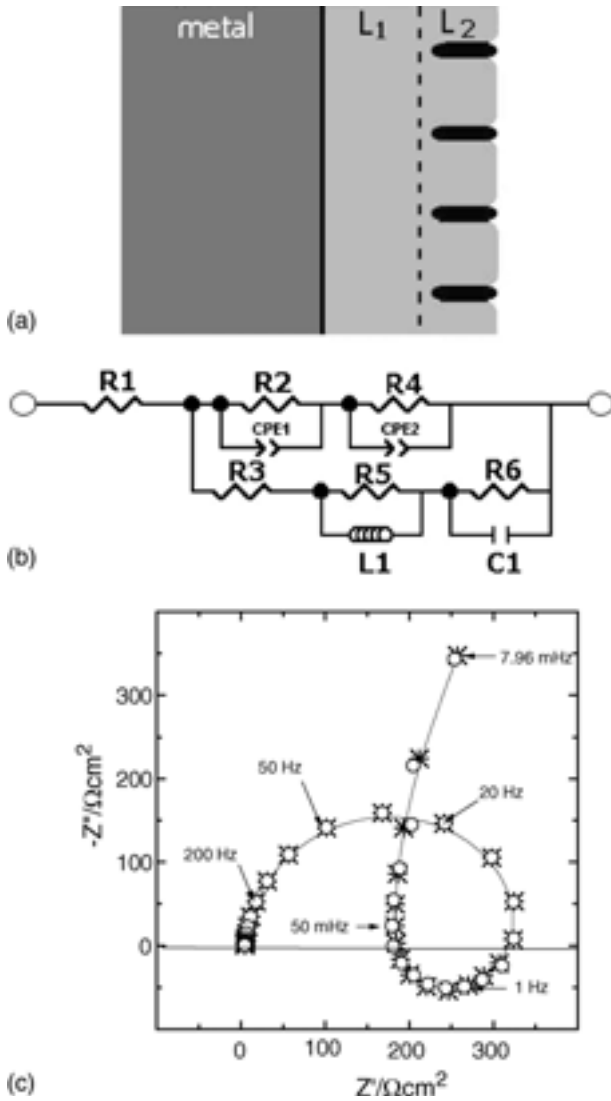 metal L₁ L₂
(a)
R1 R2 R4
CPE1 CPE2
R3 R5 R6
(b)
L1 C1
7.96 mHz
300
50 Hz 20 Hz
200
200 Hz
100
50 mHz
0
1 Hz
-Z"/Ωcm²
0 100 200 300
(c)
Z'/Ωcm²